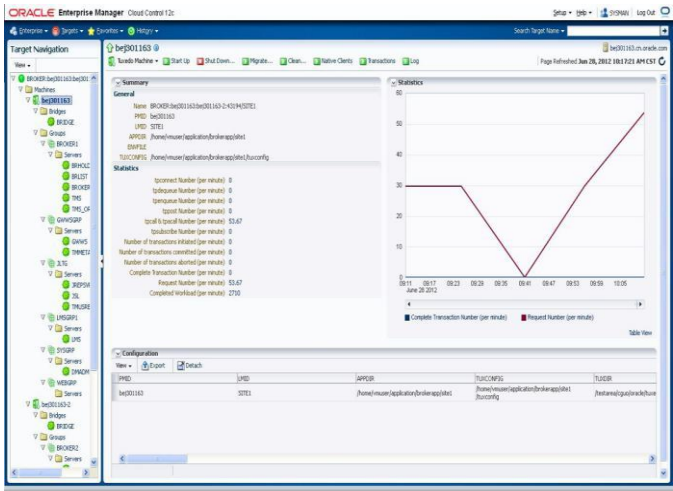 ORACLE Enterprise Manager Cloud Control 12c
Setup Help SYSMAN Log Out
Enterprise Targets Favorites History
Search Target Name
Target Navigation
View
BROKER:bej301163:bej301
Machines
bej301163
Bridges
BRIDGE
Groups
BROKER1
Servers
BRHOLD
BRLIST
BROKER
TMS
TMS_OR
GWWSGRP
Servers
GWWS
TMMETA
JLTG
Servers
JREPSV
JSL
TMUSRE
LMSGRP1
Servers
LMS
SYSGRP
Servers
DMADM
WEBGRP
Servers
bej301163-2
Bridges
BRIDGE
Groups
BROKER2
Servers
bej301163
bej301163.cn.oracle.com
Tuxedo Machine Start Up Shut Down... Migrate... Clean... Native Clients Transactions Log
Page Refreshed Jun 28, 2012 10:17:21 AM CST
Summary
General
Name BROKER:bej301163:bej301163-2:43194/SITE1
PMID bej301163
LMID SITE1
APPDIR /home/vmuser/application/brokerapp/site1
ENVFILE
TUXCONFIG /home/vmuser/application/brokerapp/site1/tuxconfig
Statistics
tpconnect Number (per minute) 0
tpdequeue Number (per minute) 0
tpenqueue Number (per minute) 0
tppost Number (per minute) 0
tpcall & tpacall Number (per minute) 53.67
tpsubscribe Number (per minute) 0
Number of transactions initiated (per minute) 0
Number of transactions committed (per minute) 0
Number of transactions aborted (per minute) 0
Complete Transaction Number (per minute) 0
Request Number (per minute) 53.67
Completed Workload (per minute) 2710
Statistics
60
50
40
30
20
10
0
09:11 09:17 09:23 09:29 09:35 09:41 09:47 09:53 09:59 10:05
June 28 2012
Complete Transaction Number (per minute) Request Number (per minute)
Table View
Configuration
View Export Detach
PMID LMID APPDIR TUXCONFIG TUXDIR
bej301163 SITE1 /home/vmuser/application/brokerapp/site1 /home/vmuser/application/brokerapp/site1
/tuxconfig